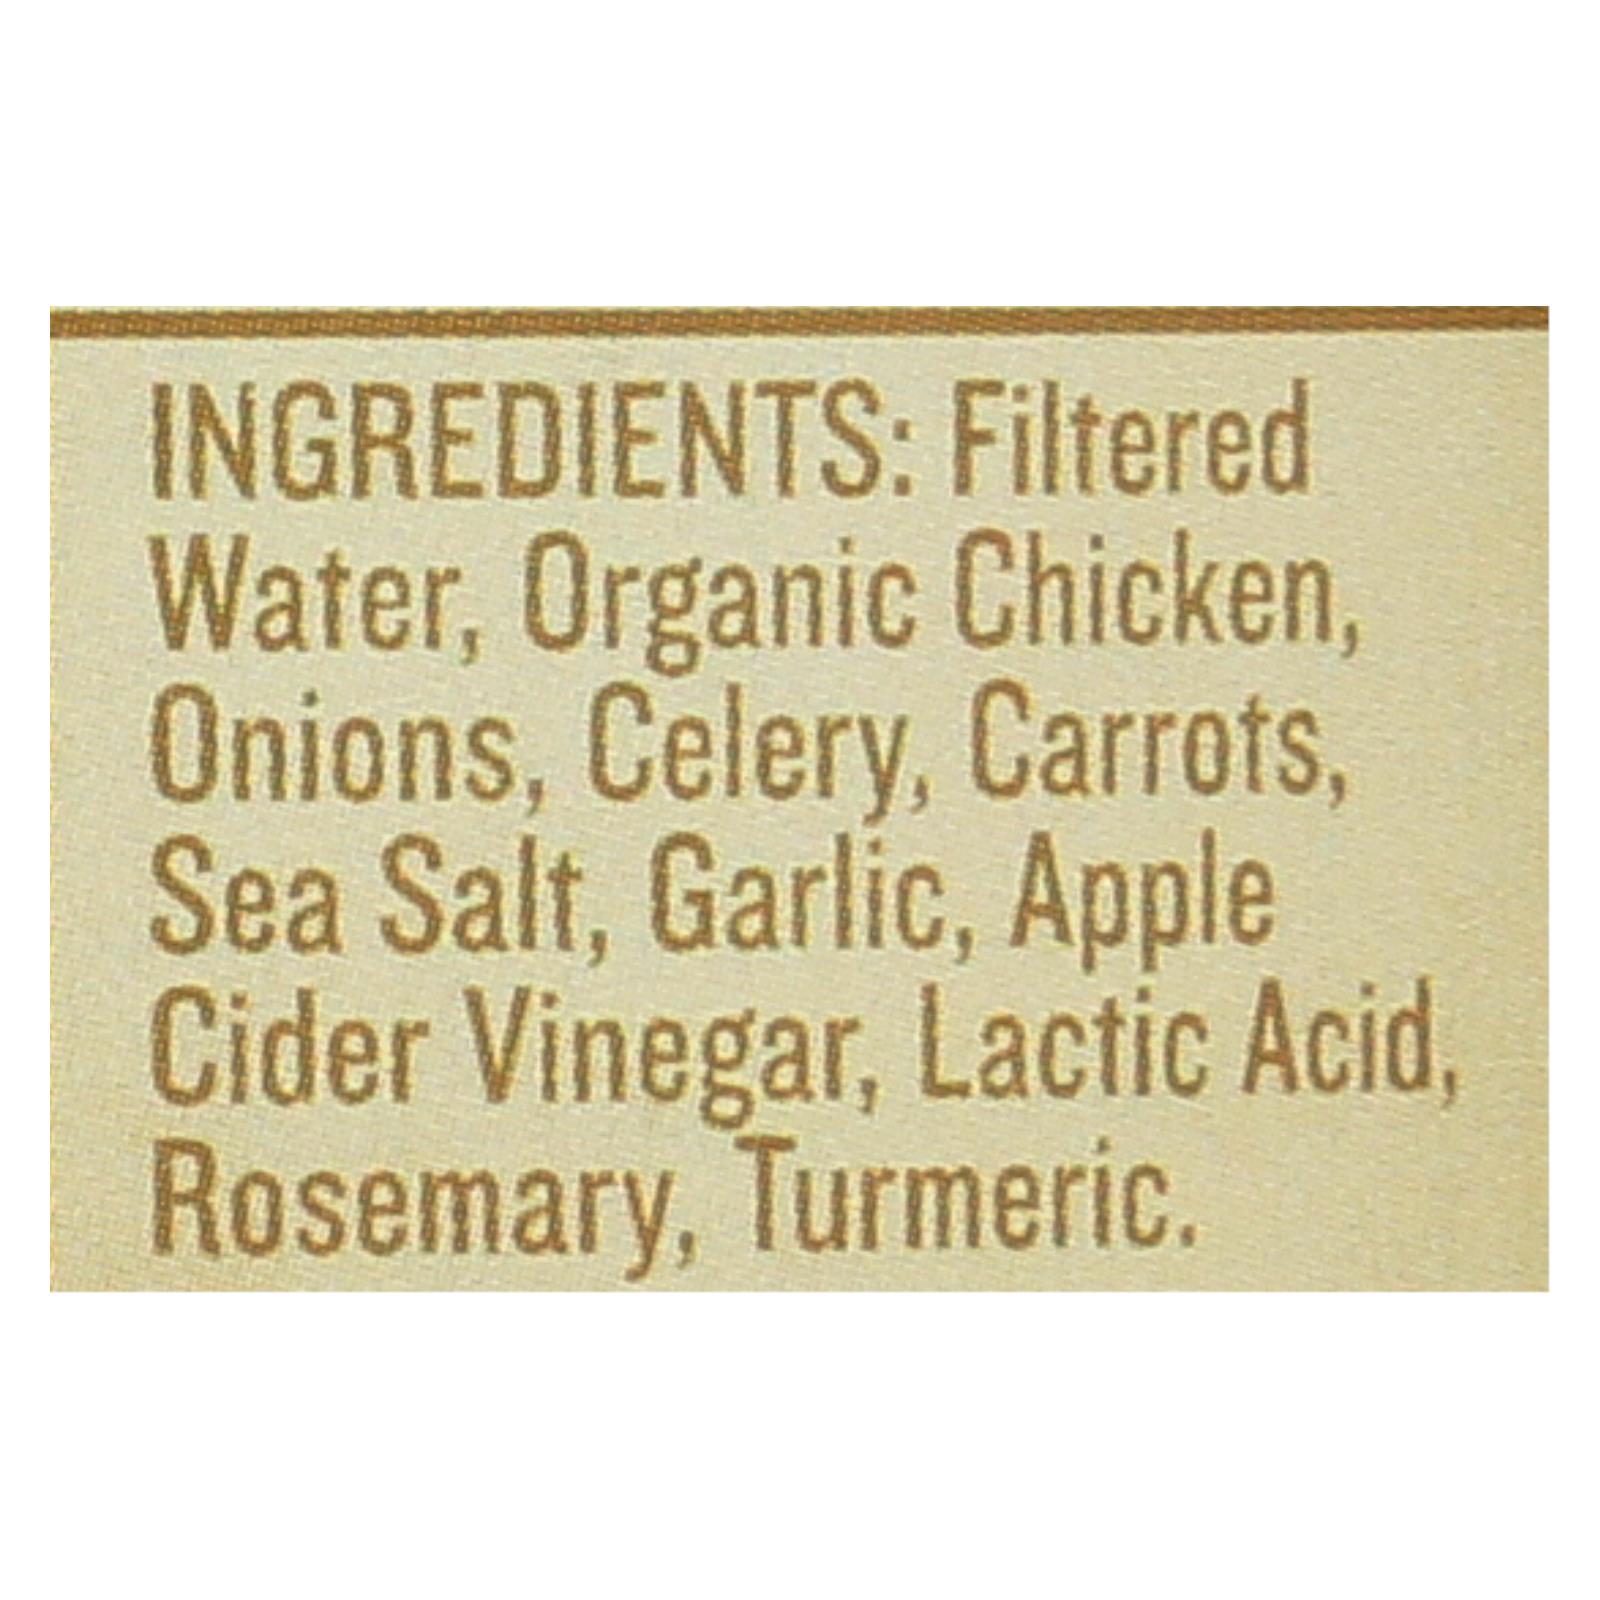 INGREDIENTS: Filtered
Water, Organic Chicken,
Onions, Celery, Carrots,
Sea Salt, Garlic, Apple
Cider Vinegar, Lactic Acid,
Rosemary, Turmeric.